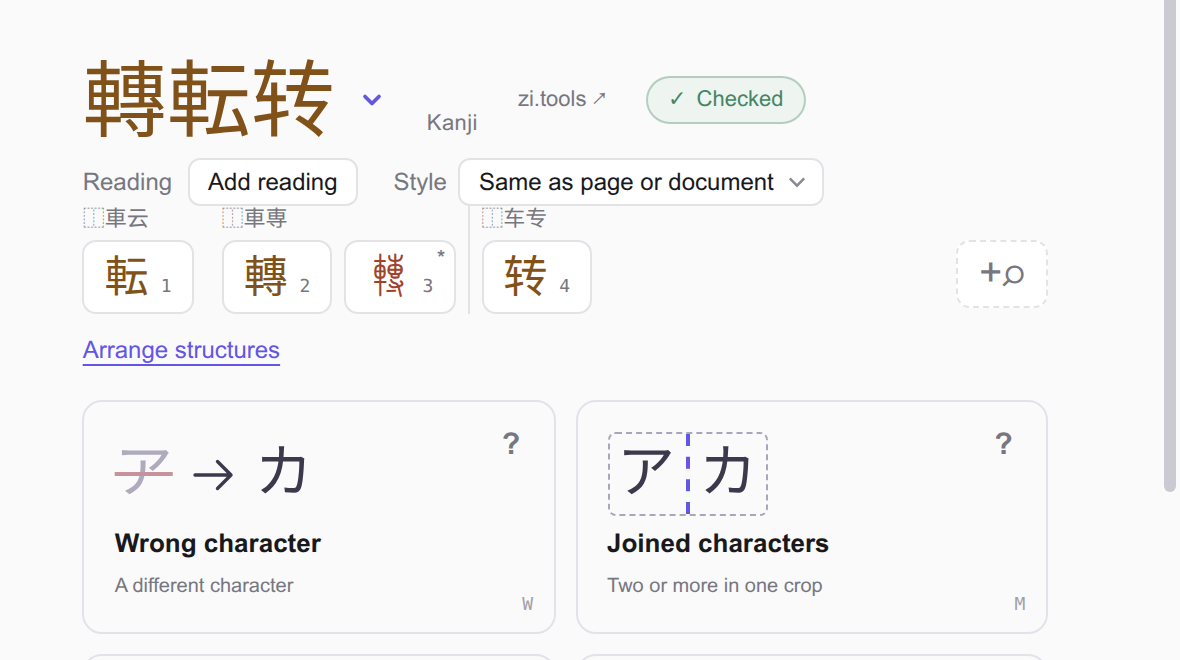 轉転转
Kanji
zi.tools ↗
✓ Checked
Reading
Add reading
Style
Same as page or document
⿰車云
⿰車専
⿰车专
転 1
轉 2
3 *
转 4
+
Arrange structures
ア → カ
?
Wrong character
A different character
W
ア カ
?
Joined characters
Two or more in one crop
M